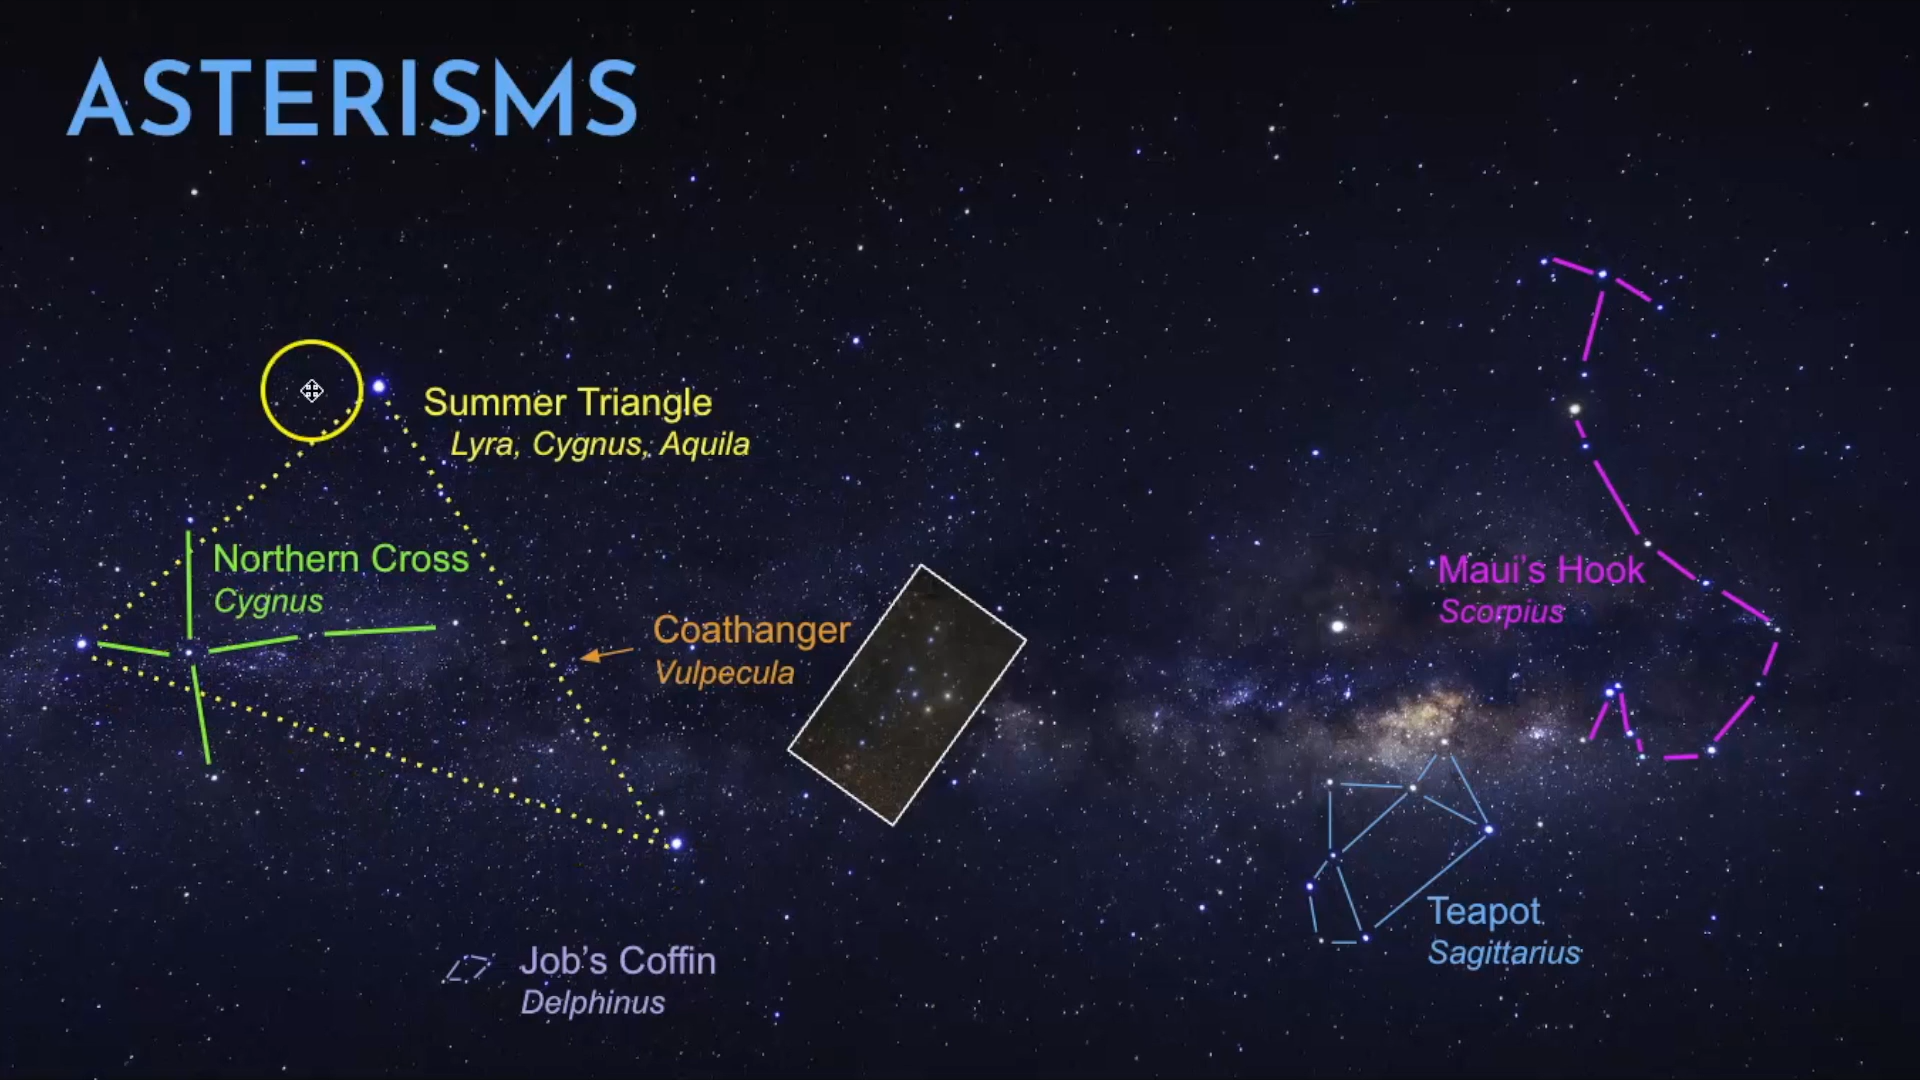 ASTERISMS
Summer Triangle
Lyra, Cygnus, Aquila
Northern Cross
Cygnus
Coathanger
Vulpecula
Maui's Hook
Scorpius
Teapot
Sagittarius
Job's Coffin
Delphinus